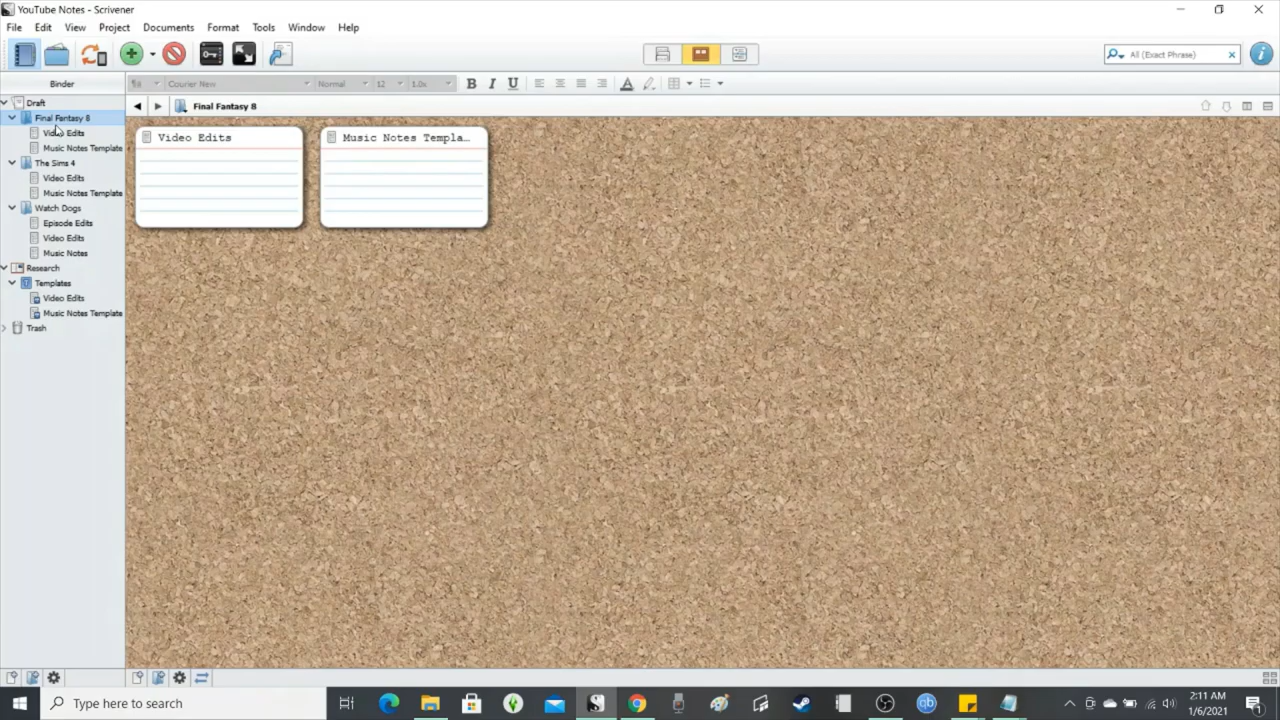 YouTube Notes - Scrivener
File Edit View Project Documents Format Tools Window Help
All (Exact Phrase)
Binder
Courier New Normal 12 1.0x B I U A
Draft
Final Fantasy 8
Final Fantasy 8
Video Edits
Music Notes Template
The Sims 4
Video Edits
Music Notes Template
Watch Dogs
Episode Edits
Video Edits
Music Notes
Research
Templates
Video Edits
Music Notes Template
Trash
Video Edits
Music Notes Templa...
Type here to search
qb
2:11 AM
1/6/2021
1